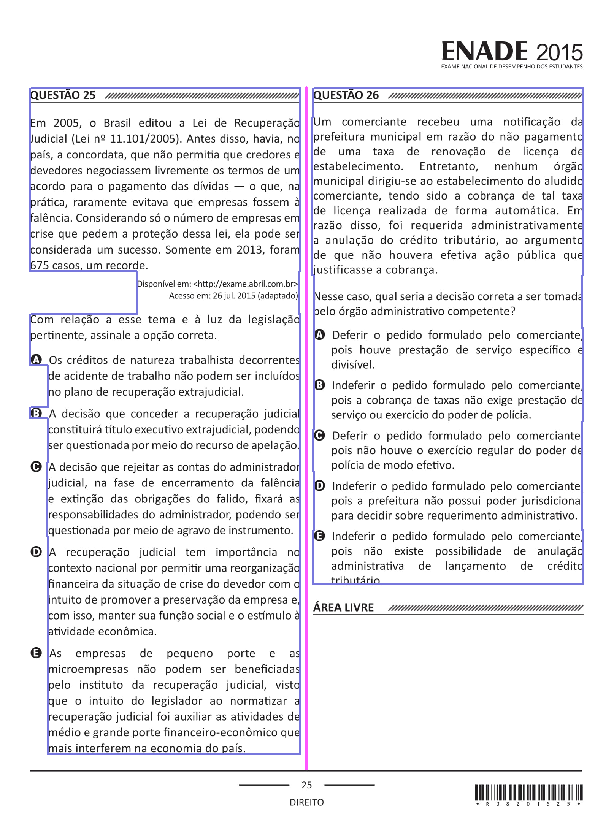 ENADE 2015
EXAME NACIONAL DE DESEMPENHO DOS ESTUDANTES
QUESTÃO 25
Em 2005, o Brasil editou a Lei de Recuperação
Judicial (Lei nº 11.101/2005). Antes disso, havia, no
país, a concordata, que não permitia que credores e
devedores negociassem livremente os termos de um
acordo para o pagamento das dívidas — o que, na
prática, raramente evitava que empresas fossem à
falência. Considerando só o número de empresas em
crise que pedem a proteção dessa lei, ela pode ser
considerada um sucesso. Somente em 2013, foram
675 casos, um recorde.
Disponível em: <http://exame.abril.com.br>
Acesso em: 26 jul. 2015 (adaptado)
Com relação a esse tema e à luz da legislação
pertinente, assinale a opção correta.
A Os créditos de natureza trabalhista decorrentes
de acidente de trabalho não podem ser incluídos
no plano de recuperação extrajudicial.
B A decisão que conceder a recuperação judicial
constituirá título executivo extrajudicial, podendo
ser questionada por meio do recurso de apelação.
C A decisão que rejeitar as contas do administrador
judicial, na fase de encerramento da falência
e extinção das obrigações do falido, fixará as
responsabilidades do administrador, podendo ser
questionada por meio de agravo de instrumento.
D A recuperação judicial tem importância no
contexto nacional por permitir uma reorganização
financeira da situação de crise do devedor com o
intuito de promover a preservação da empresa e,
com isso, manter sua função social e o estímulo à
atividade econômica.
E As empresas de pequeno porte e as
microempresas não podem ser beneficiadas
pelo instituto da recuperação judicial, visto
que o intuito do legislador ao normatizar a
recuperação judicial foi auxiliar as atividades de
médio e grande porte financeiro-econômico que
mais interferem na economia do país.
QUESTÃO 26
Um comerciante recebeu uma notificação da
prefeitura municipal em razão do não pagamento
de uma taxa de renovação de licença de
estabelecimento. Entretanto, nenhum órgão
municipal dirigiu-se ao estabelecimento do aludido
comerciante, tendo sido a cobrança de tal taxa
de licença realizada de forma automática. Em
razão disso, foi requerida administrativamente
a anulação do crédito tributário, ao argumento
de que não houvera efetiva ação pública que
justificasse a cobrança.
Nesse caso, qual seria a decisão correta a ser tomada
pelo órgão administrativo competente?
A Deferir o pedido formulado pelo comerciante,
pois houve prestação de serviço específico e
divisível.
B Indeferir o pedido formulado pelo comerciante,
pois a cobrança de taxas não exige prestação de
serviço ou exercício do poder de polícia.
C Deferir o pedido formulado pelo comerciante,
pois não houve o exercício regular do poder de
polícia de modo efetivo.
D Indeferir o pedido formulado pelo comerciante,
pois a prefeitura não possui poder jurisdicional
para decidir sobre requerimento administrativo.
E Indeferir o pedido formulado pelo comerciante,
pois não existe possibilidade de anulação
administrativa de lançamento de crédito
tributário.
ÁREA LIVRE
25
DIREITO
*R38201525*